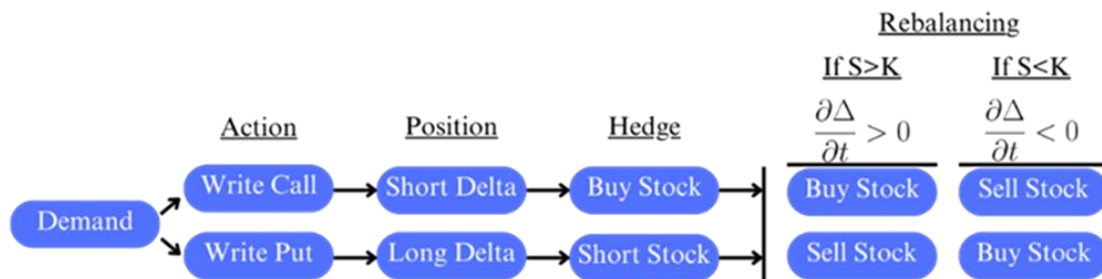 Rebalancing
If S>K If S<K
∂Δ/∂t > 0 ∂Δ/∂t < 0
Action Position Hedge
Write Call Short Delta Buy Stock Buy Stock Sell Stock
Demand
Write Put Long Delta Short Stock Sell Stock Buy Stock